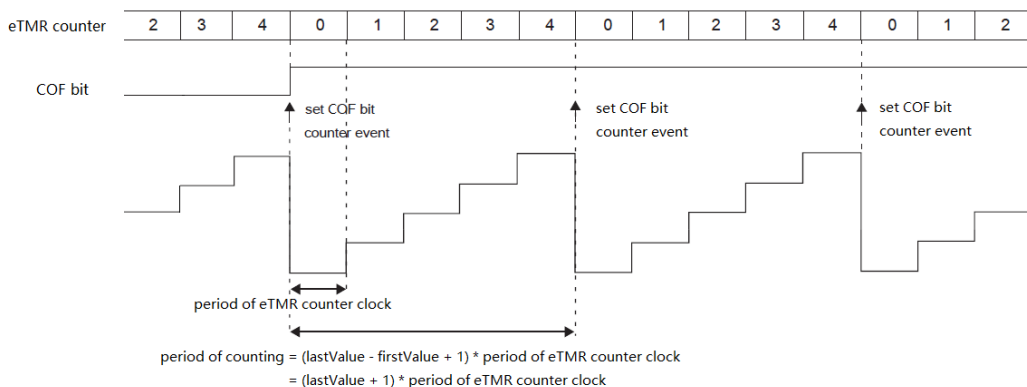 eTMR counter 2 3 4 0 1 2 3 4 0 1 2 3 4 0 1 2
COF bit
set COF bit
counter event
set COF bit
counter event
set COF bit
counter event
period of eTMR counter clock
period of counting = (lastValue - firstValue + 1) * period of eTMR counter clock
= (lastValue + 1) * period of eTMR counter clock